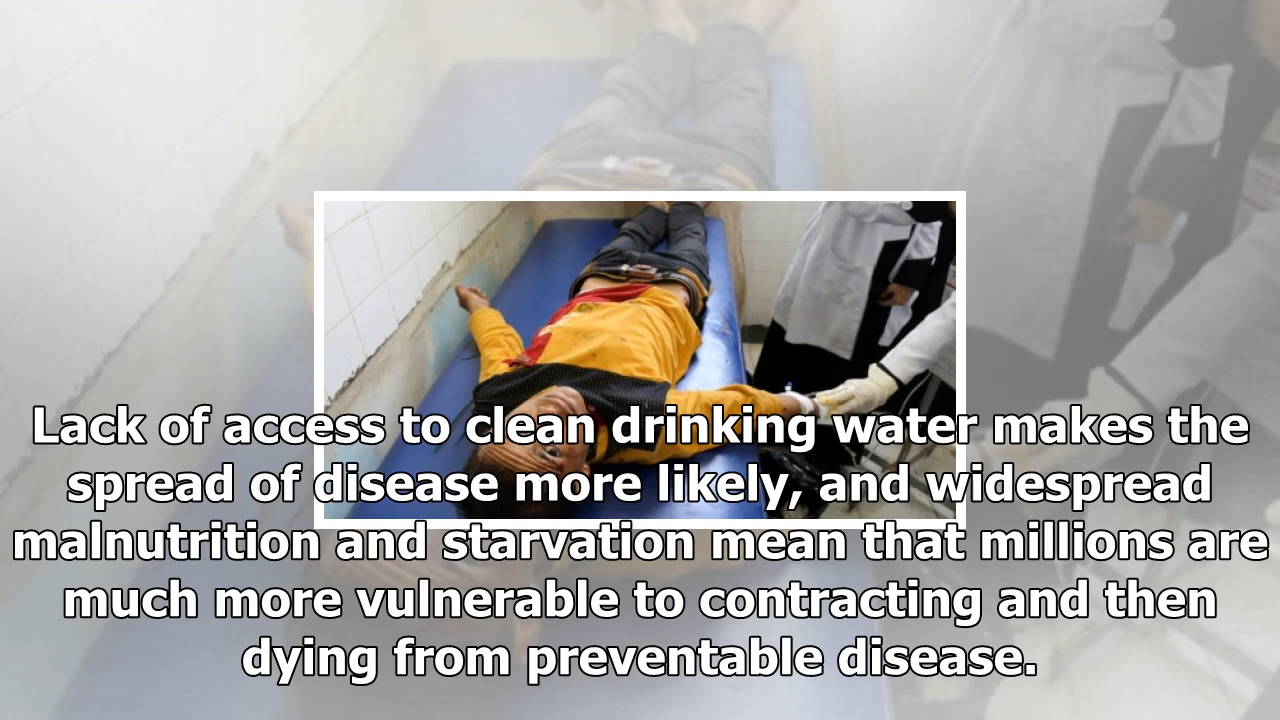 Lack of access to clean drinking water makes the
spread of disease more likely, and widespread
malnutrition and starvation mean that millions are
much more vulnerable to contracting and then
dying from preventable disease.